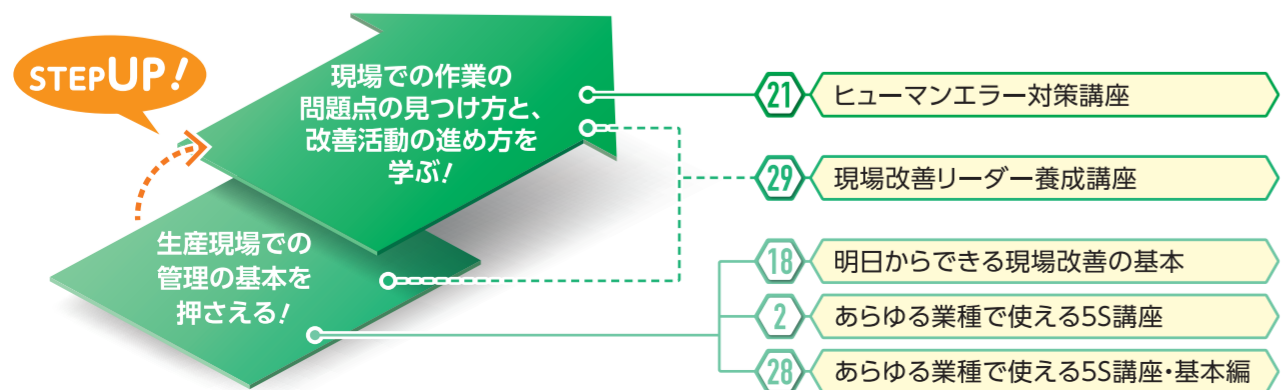 STEPUP!
現場での作業の
問題点の見つけ方と、
改善活動の進め方を
学ぶ!
生産現場での
管理の基本を
押さえる!
21 ヒューマンエラー対策講座
29 現場改善リーダー養成講座
18 明日からできる現場改善の基本
2 あらゆる業種で使える5S講座
28 あらゆる業種で使える5S講座・基本編